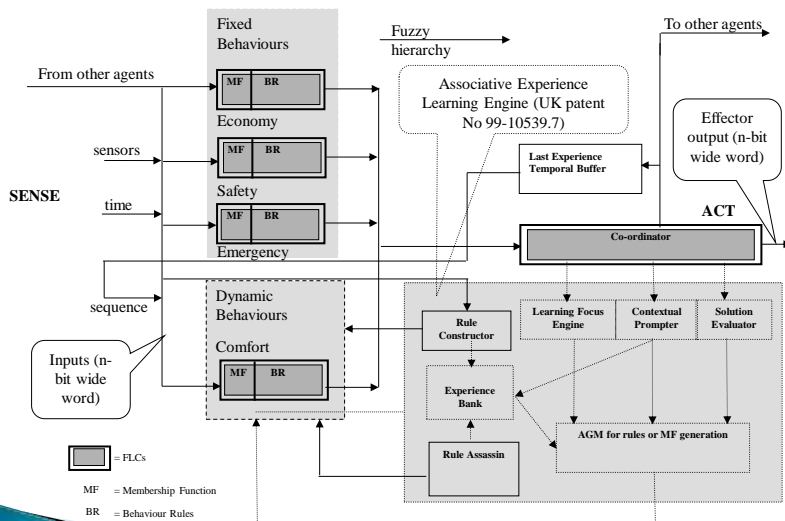 Fixed
Behaviours
MF BR
Economy
MF BR
Safety
MF BR
Emergency
From other agents
sensors
SENSE
time
sequence
Inputs (n-
bit wide
word)
Dynamic
Behaviours
Comfort
MF BR
Fuzzy
hierarchy
To other agents
Associative Experience
Learning Engine (UK patent
No 99-10539.7)
Last Experience
Temporal Buffer
Effector
output (n-bit
wide word)
ACT
Co-ordinator
Rule
Constructor
Learning Focus
Engine
Contextual
Prompter
Solution
Evaluator
Experience
Bank
AGM for rules or MF generation
Rule Assassin
= FLCs
MF = Membership Function
BR = Behaviour Rules